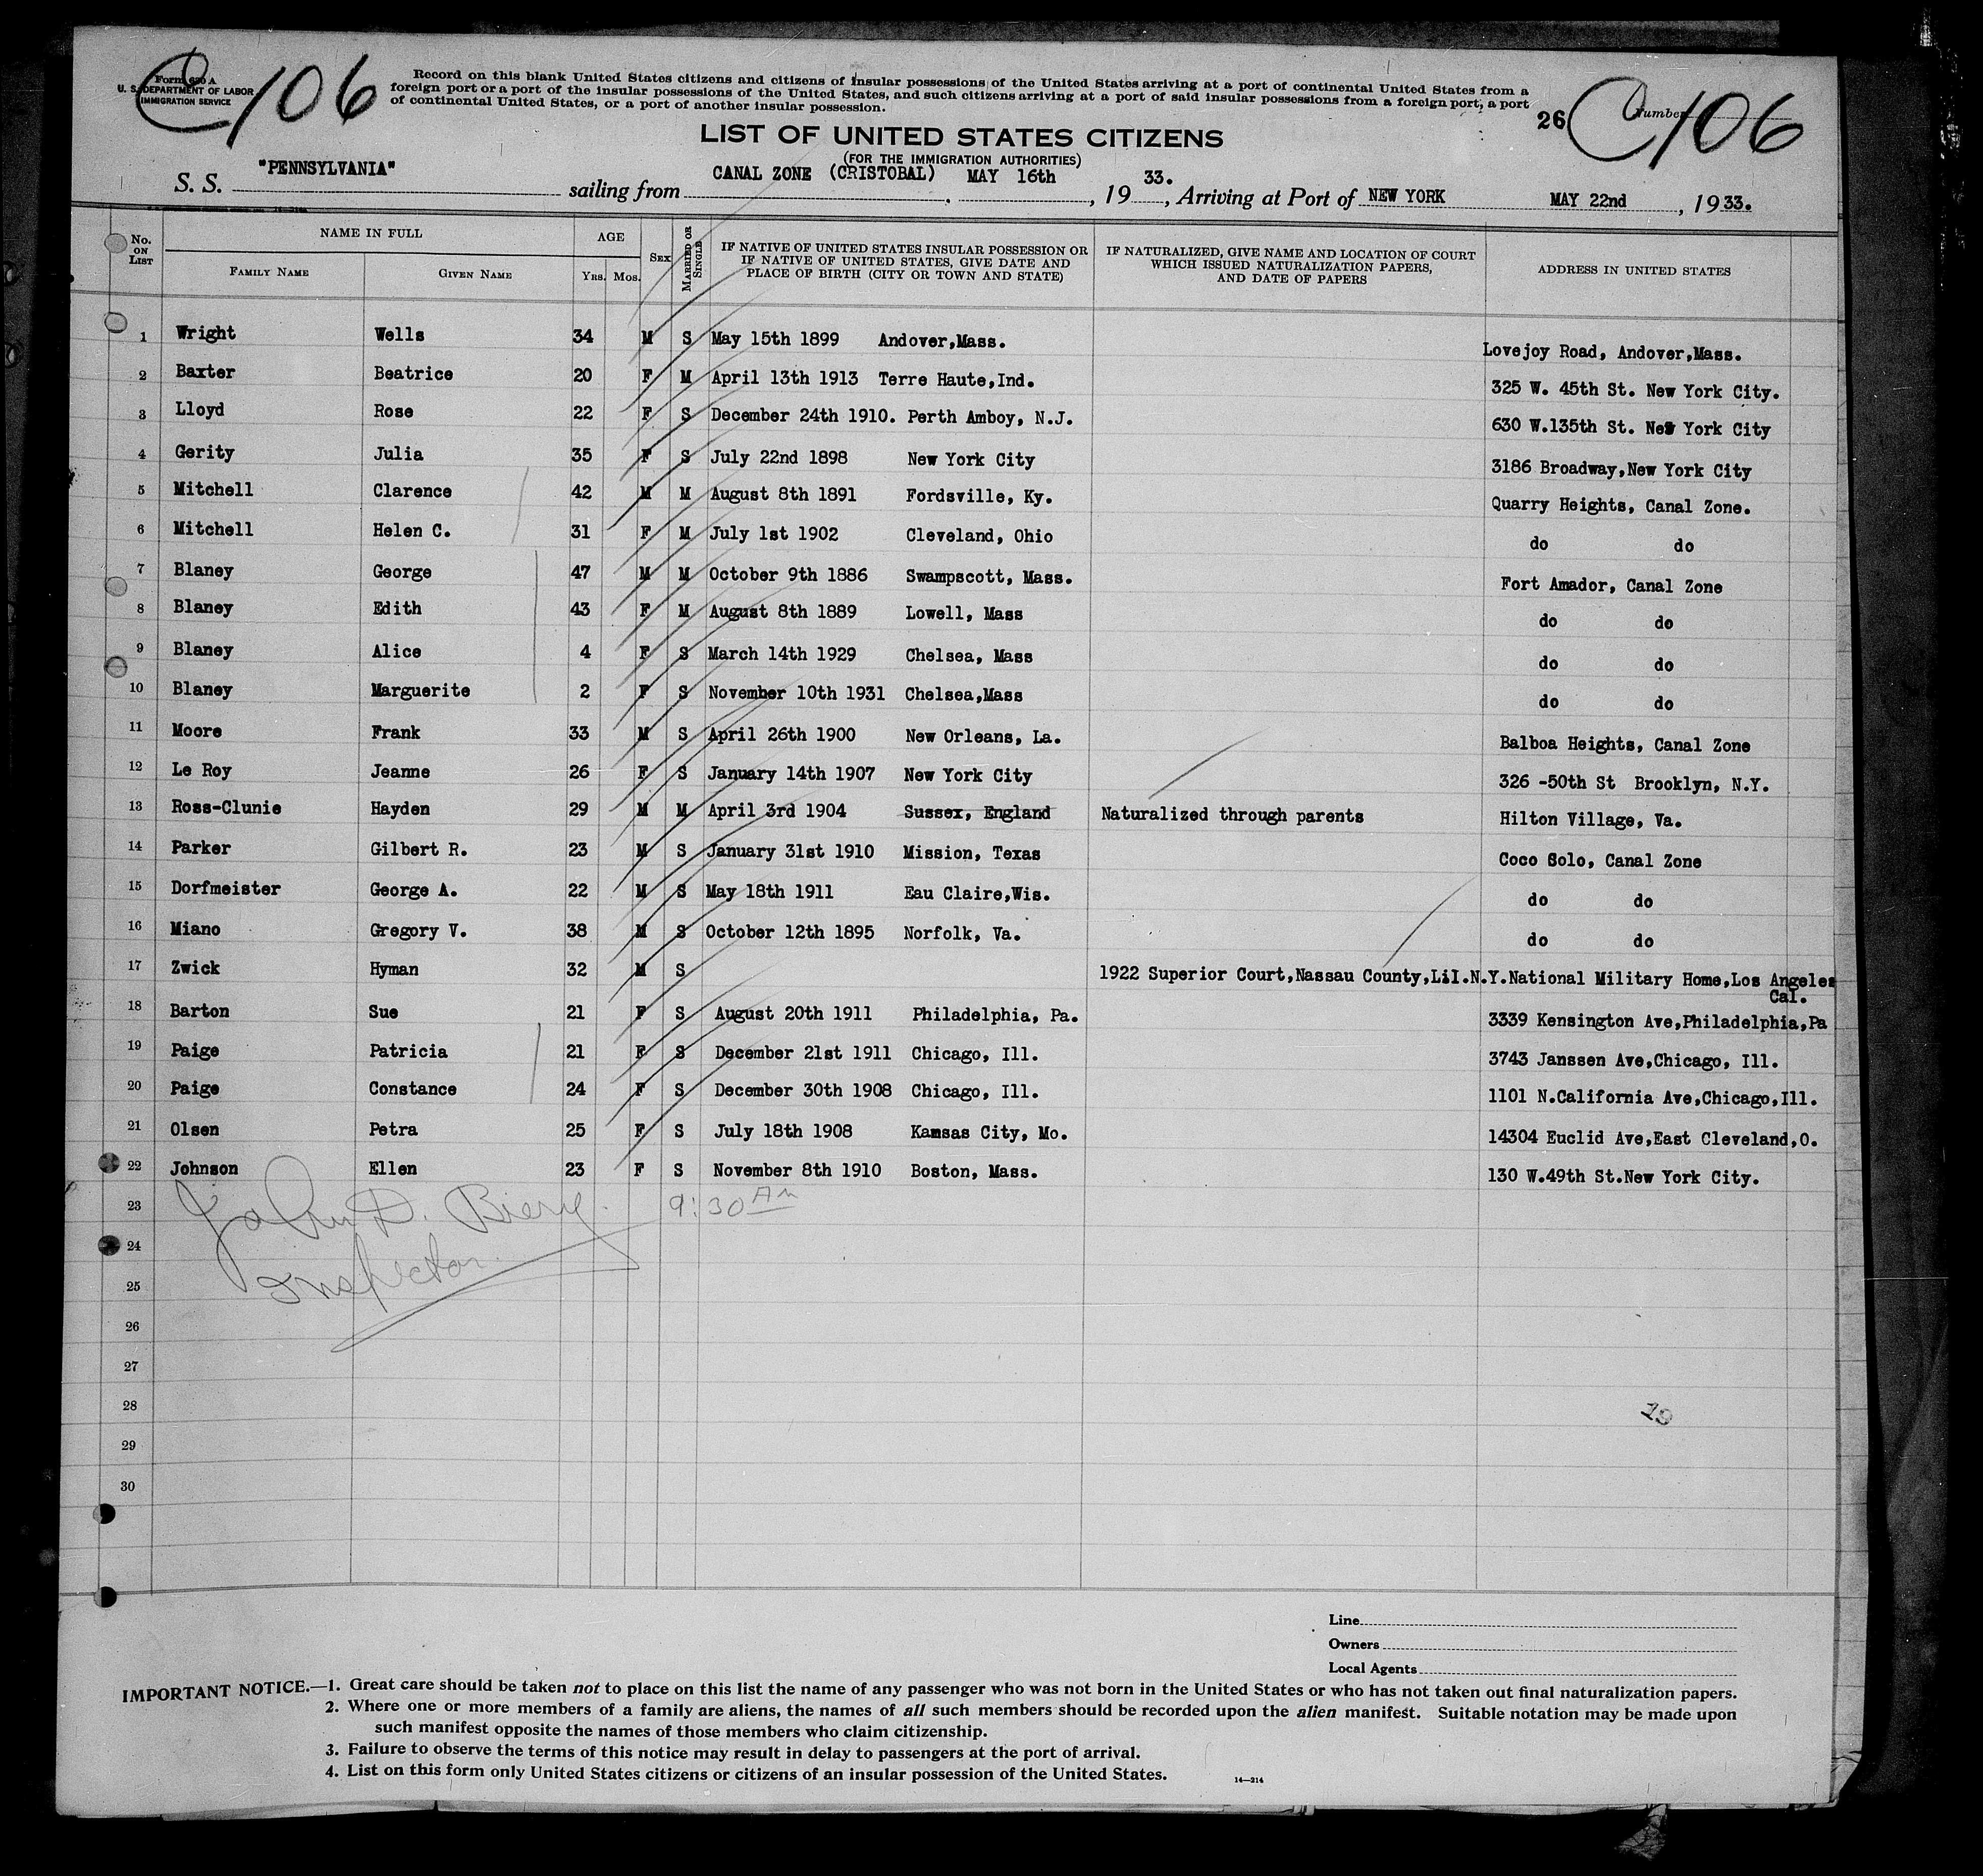 C106
Form 630 A
U. S. DEPARTMENT OF LABOR
IMMIGRATION SERVICE
Record on this blank United States citizens and citizens of insular possessions of the United States arriving at a port of continental United States from a
foreign port or a port of the insular possessions of the United States, and such citizens arriving at a port of said insular possessions from a foreign port, a port
of continental United States, or a port of another insular possession.
26 Number C106
LIST OF UNITED STATES CITIZENS
(FOR THE IMMIGRATION AUTHORITIES)
S. S. "PENNSYLVANIA" sailing from CANAL ZONE (CRISTOBAL) MAY 16th, 1933., Arriving at Port of NEW YORK MAY 22nd, 1933.
No. ON LIST NAME IN FULL AGE SEX MARRIED OR SINGLE IF NATIVE OF UNITED STATES INSULAR POSSESSION OR IF NATIVE OF UNITED STATES, GIVE DATE AND PLACE OF BIRTH (CITY OR TOWN AND STATE) IF NATURALIZED, GIVE NAME AND LOCATION OF COURT WHICH ISSUED NATURALIZATION PAPERS, AND DATE OF PAPERS ADDRESS IN UNITED STATES
FAMILY NAME GIVEN NAME YRS. MOS.
1 Wright Wells 34 M S May 15th 1899 Andover,Mass. Lovejoy Road, Andover,Mass.
2 Baxter Beatrice 20 F M April 13th 1913 Terre Haute,Ind. 325 W. 45th St. New York City.
3 Lloyd Rose 22 F S December 24th 1910. Perth Amboy, N.J. 630 W.135th St. New York City
4 Gerity Julia 35 F S July 22nd 1898 New York City 3186 Broadway,New York City
5 Mitchell Clarence 42 M M August 8th 1891 Fordsville, Ky. Quarry Heights, Canal Zone.
6 Mitchell Helen C. 31 F M July 1st 1902 Cleveland, Ohio do do
7 Blaney George 47 M M October 9th 1886 Swampscott, Mass. Fort Amador, Canal Zone
8 Blaney Edith 43 F M August 8th 1889 Lowell, Mass do do
9 Blaney Alice 4 F S March 14th 1929 Chelsea, Mass do do
10 Blaney Marguerite 2 F S November 10th 1931 Chelsea,Mass do do
11 Moore Frank 33 M S April 26th 1900 New Orleans, La. Balboa Heights, Canal Zone
12 Le Roy Jeanne 26 F S January 14th 1907 New York City 326 -50th St Brooklyn, N.Y.
13 Ross-Clunie Hayden 29 M M April 3rd 1904 Sussex, England Naturalized through parents Hilton Village, Va.
14 Parker Gilbert R. 23 M S January 31st 1910 Mission, Texas Coco Solo, Canal Zone
15 Dorfmeister George A. 22 M S May 18th 1911 Eau Claire,Wis. do do
16 Miano Gregory V. 38 M S October 12th 1895 Norfolk, Va. do do
17 Zwick Hyman 32 M S 1922 Superior Court,Nassau County,LiI.N.Y. National Military Home,Los Angeles
Cal.
18 Barton Sue 21 F S August 20th 1911 Philadelphia, Pa. 3339 Kensington Ave,Philadelphia,Pa
19 Paige Patricia 21 F S December 21st 1911 Chicago, Ill. 3743 Janssen Ave,Chicago, Ill.
20 Paige Constance 24 F S December 30th 1908 Chicago, Ill. 1101 N.California Ave,Chicago,Ill.
21 Olsen Petra 25 F S July 18th 1908 Kansas City, Mo. 14304 Euclid Ave,East Cleveland,O.
22 Johnson Ellen 23 F S November 8th 1910 Boston, Mass. 130 W.49th St.New York City.
23 John D. Biery. 9:30 AM
24
Inspector
25
26
27
28 19
29
30
Line
Owners
Local Agents
IMPORTANT NOTICE.—1. Great care should be taken not to place on this list the name of any passenger who was not born in the United States or who has not taken out final naturalization papers.
2. Where one or more members of a family are aliens, the names of all such members should be recorded upon the alien manifest. Suitable notation may be made upon
such manifest opposite the names of those members who claim citizenship.
3. Failure to observe the terms of this notice may result in delay to passengers at the port of arrival.
4. List on this form only United States citizens or citizens of an insular possession of the United States.
14—214